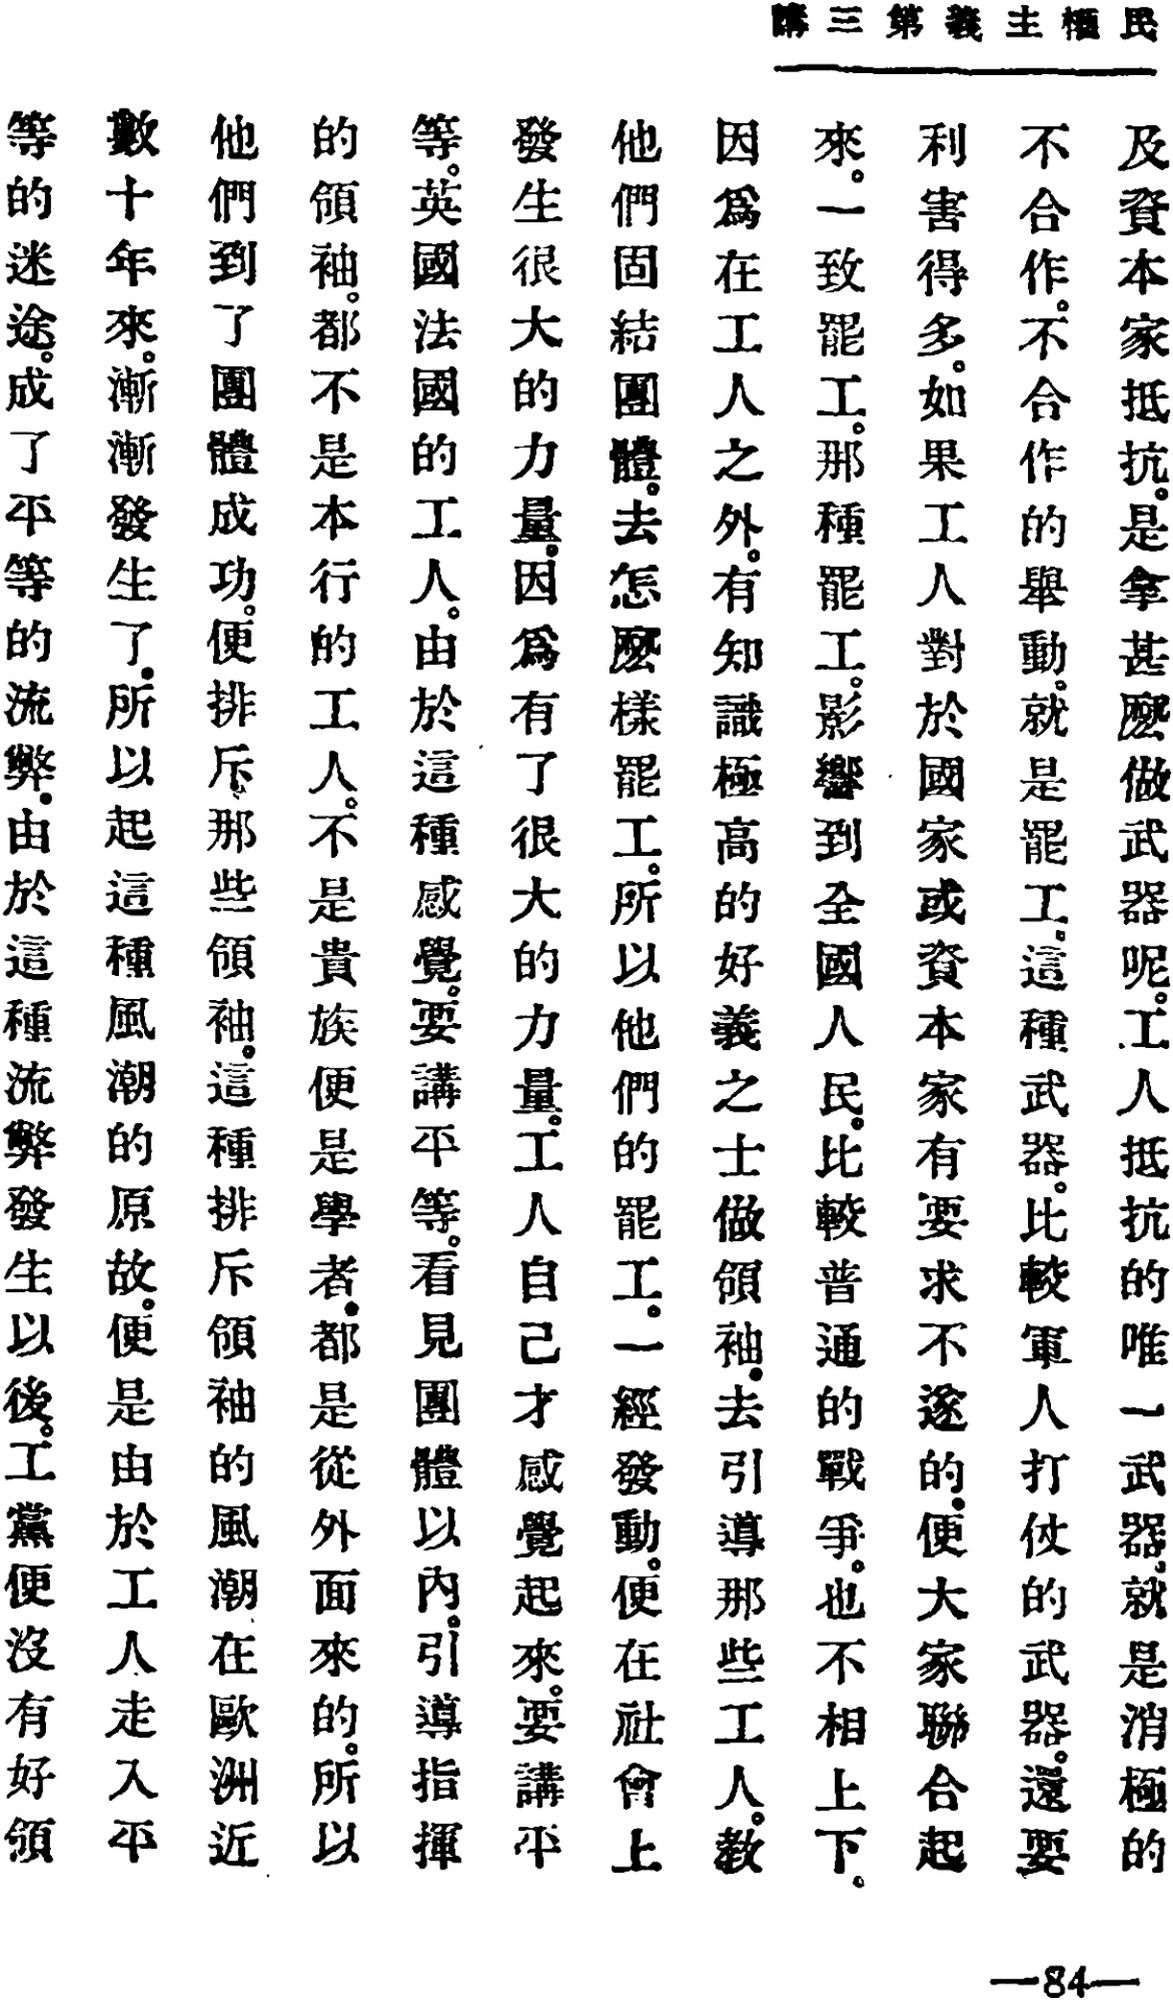 民權主義第三講
及資本家抵抗。是拿甚麼做武器呢。工人抵抗的唯一武器。就是消極的
不合作。不合作的舉動。就是罷工。這種武器。比較軍人打仗的武器。還要
利害得多。如果工人對於國家或資本家有要求不遂的。便大家聯合起
來。一致罷工。那種罷工。影響到全國人民。比較普通的戰爭。也不相上下。
因爲在工人之外。有知識極高的好義之士做領袖。去引導那些工人。教
他們固結團體。去怎麼樣罷工。所以他們的罷工。一經發動。便在社會上
發生很大的力量。因爲有了很大的力量。工人自己才感覺起來。要講平
等。英國法國的工人。由於這種感覺。要講平等。看見團體以內。引導指揮
的領袖。都不是本行的工人。不是貴族便是學者。都是從外面來的。所以
他們到了團體成功。便排斥那些領袖。這種排斥領袖的風潮在歐洲近
數十年來。漸漸發生了。所以起這種風潮的原故。便是由於工人走入平
等的迷途。成了平等的流弊。由於這種流弊發生以後。工黨便沒有好領
—84—